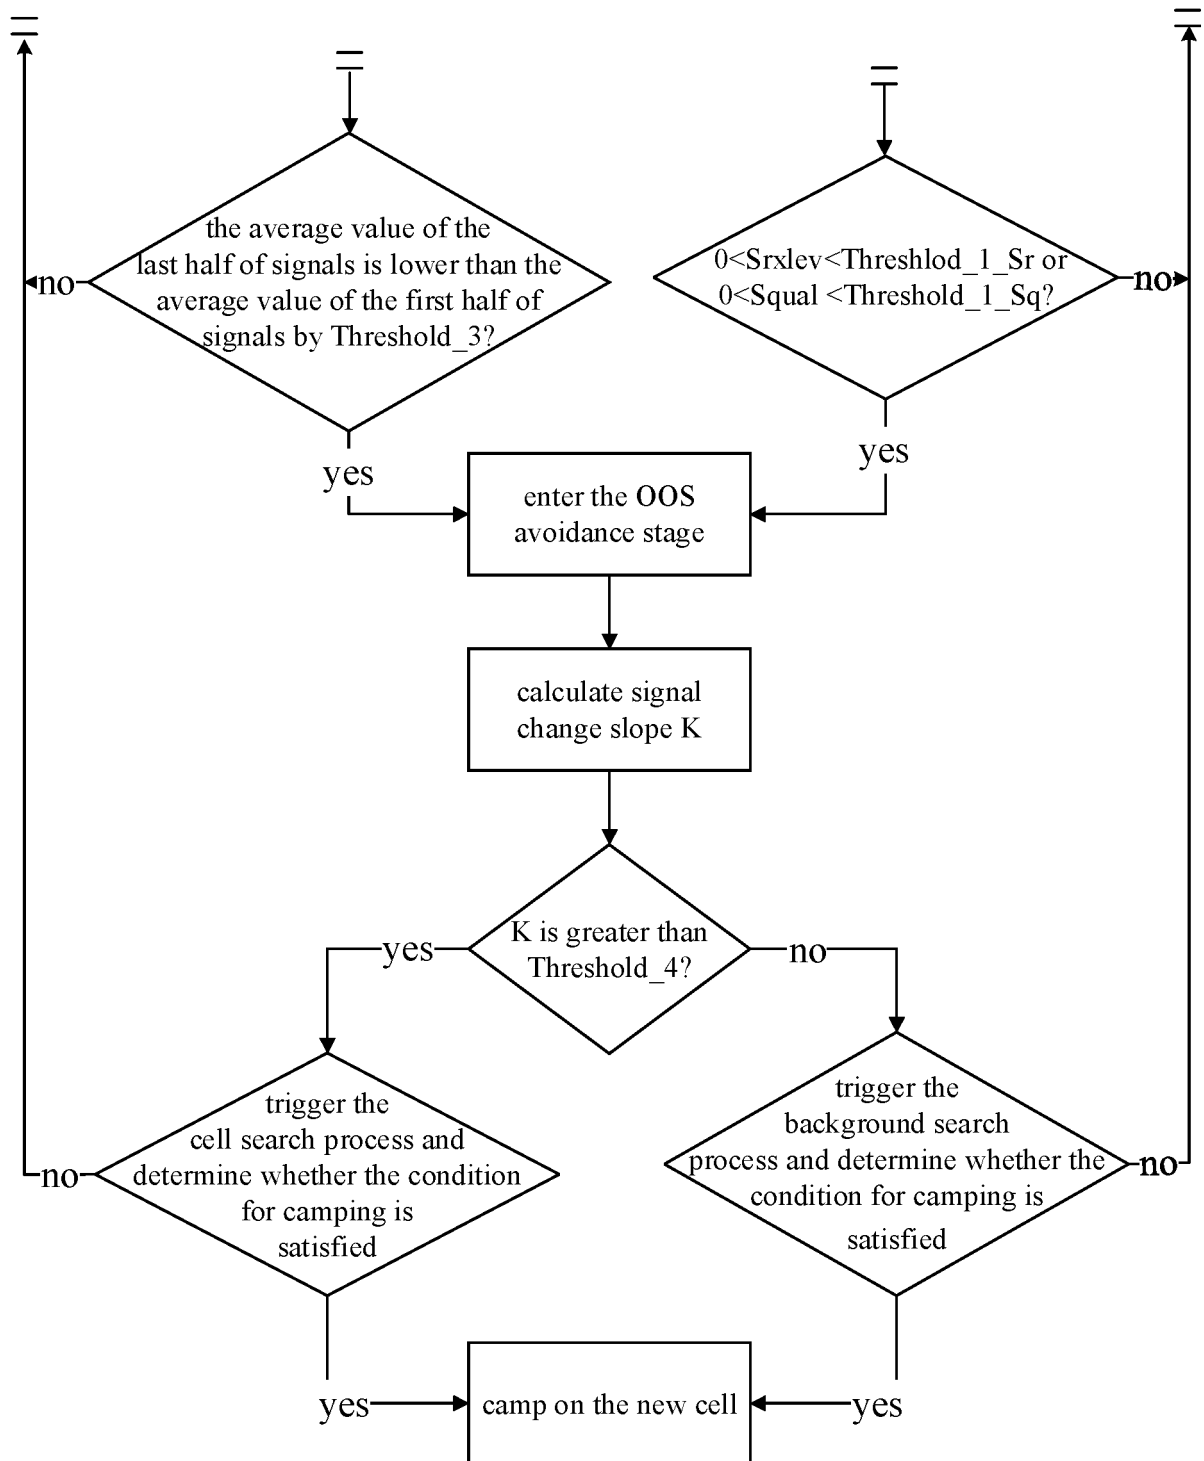 the average value of the
last half of signals is lower than the
average value of the first half of
signals by Threshold_3?
no
yes
0<Srxlev<Threshlod_1_Sr or
0<Squal <Threshold_1_Sq?
no
yes
enter the OOS
avoidance stage
calculate signal
change slope K
K is greater than
Threshold_4?
yes
no
trigger the
cell search process and
determine whether the condition
for camping is
satisfied
no
yes
trigger the
background search
process and determine whether the
condition for camping is
satisfied
no
yes
camp on the new cell